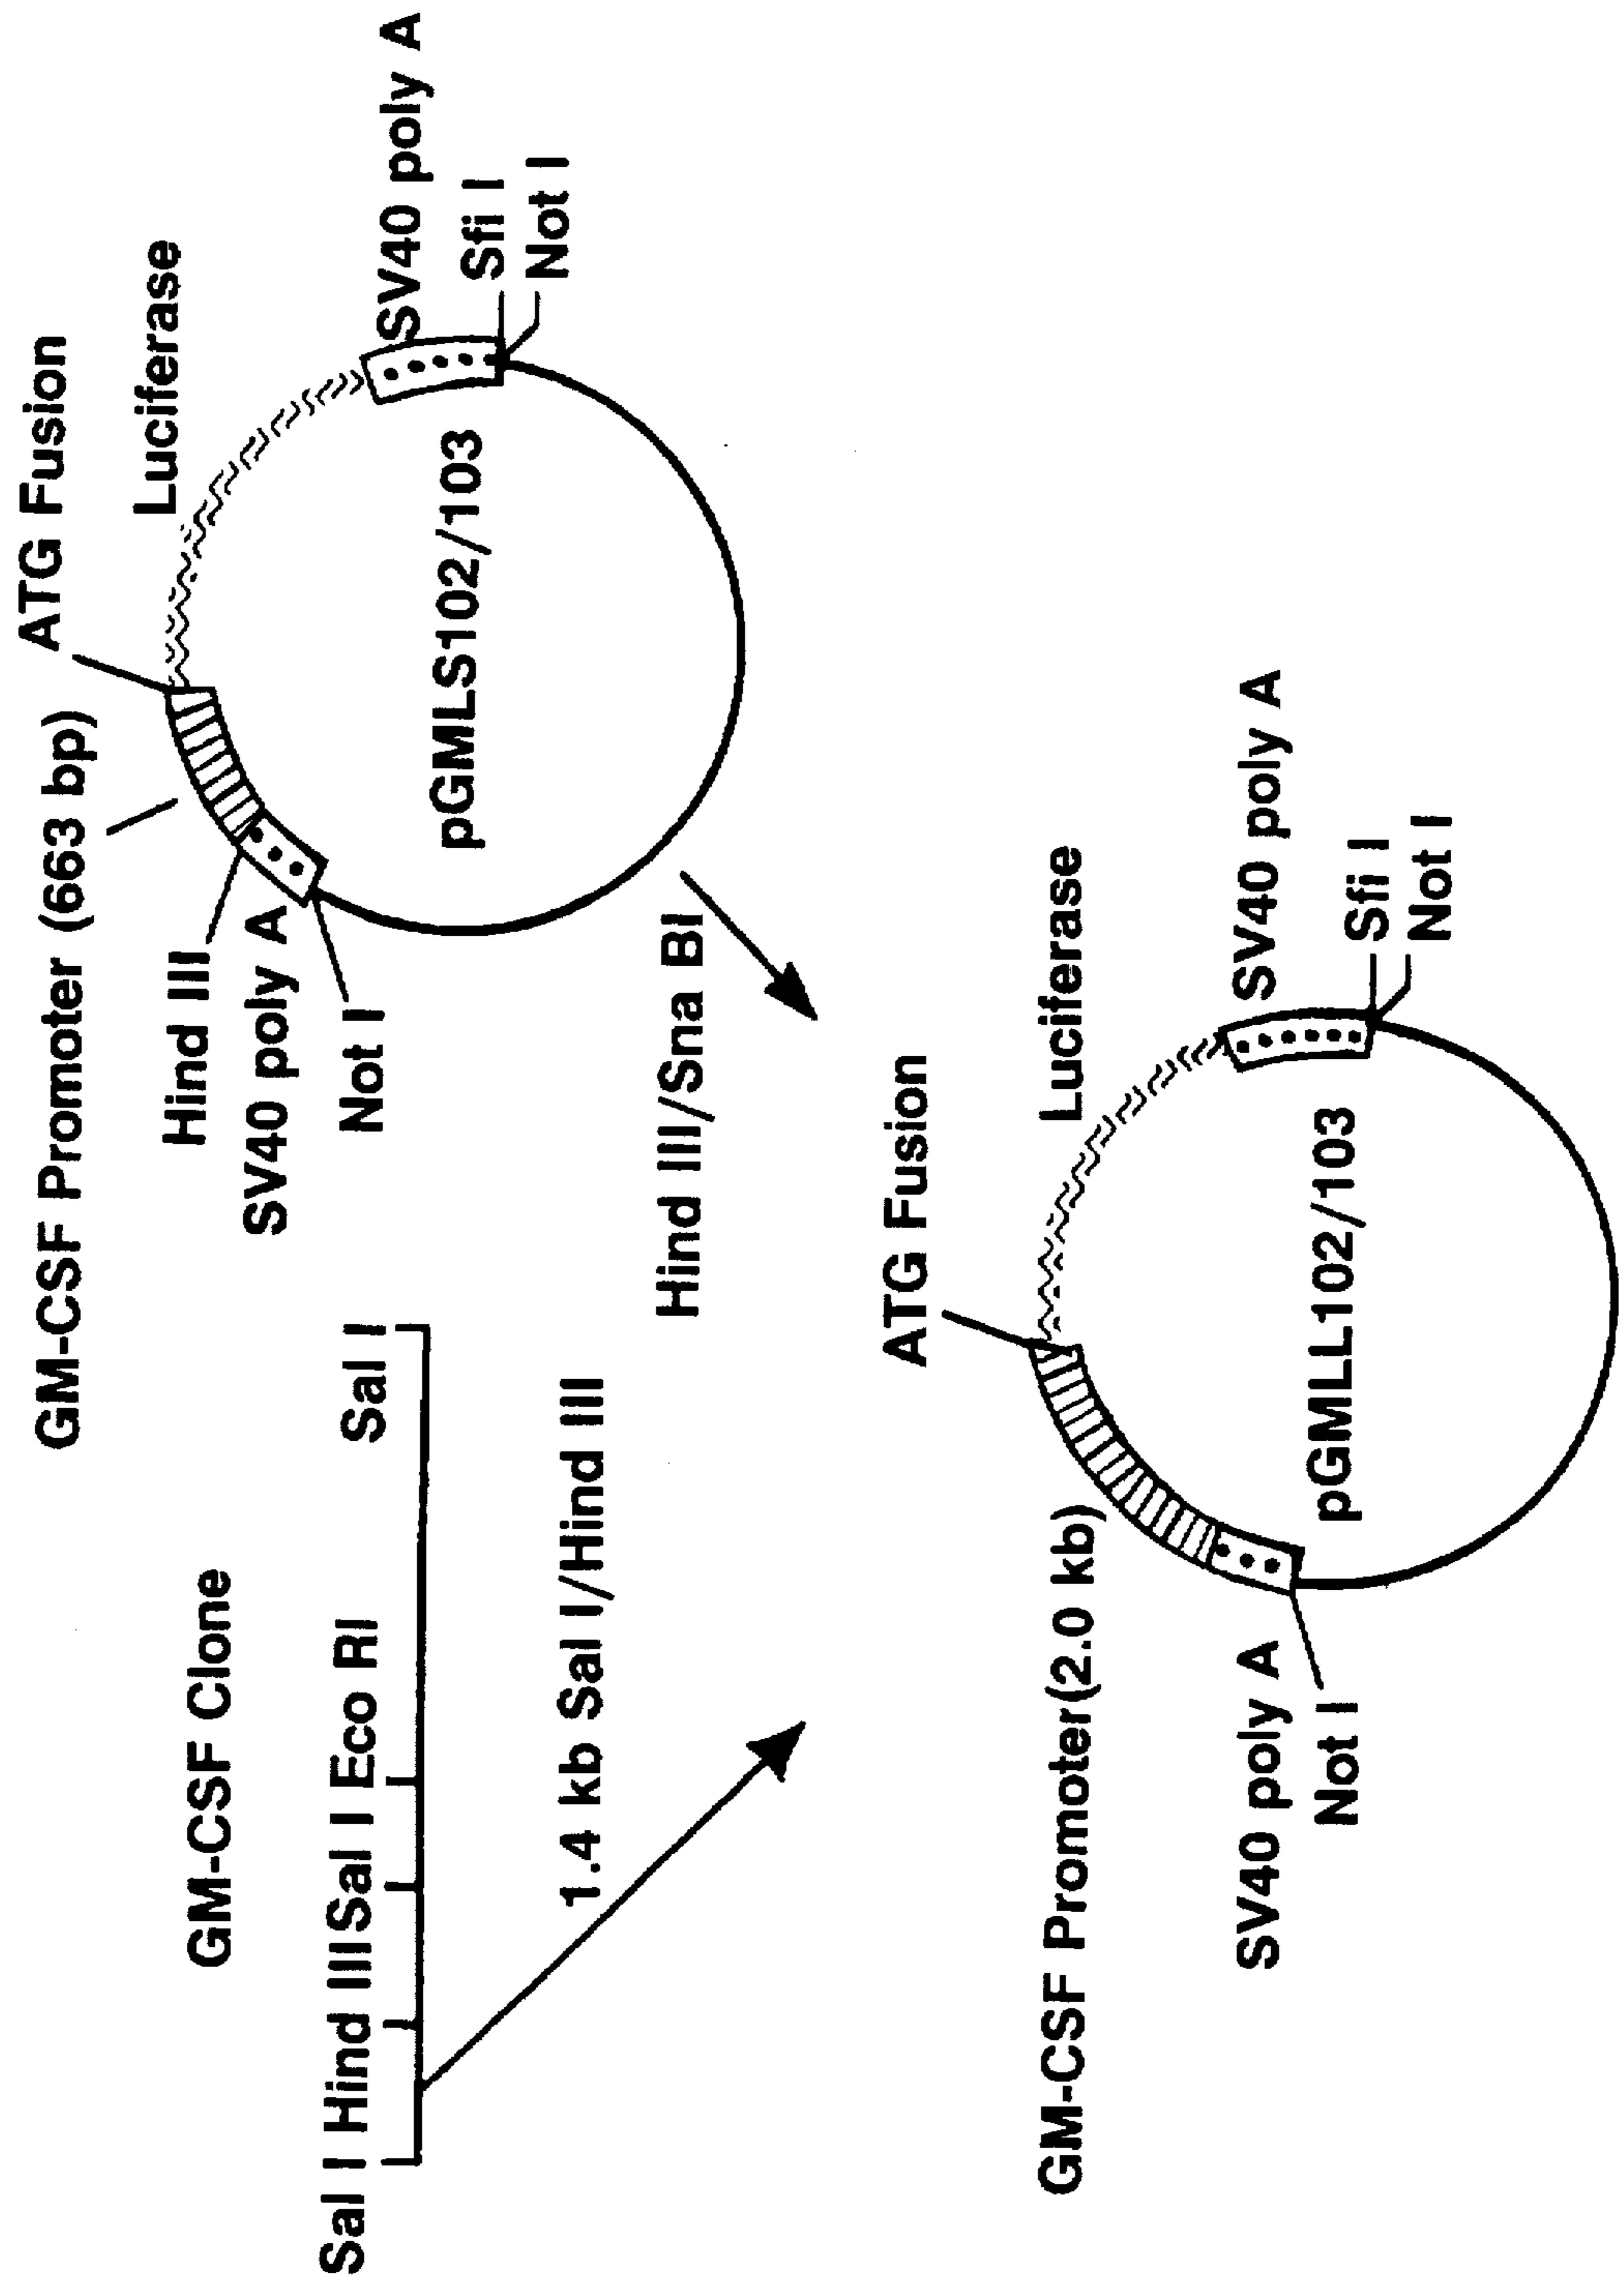 GM-CSF Clone
Sal I Hind III Sal I Eco RI Sal I
1.4 kb Sal I/Hind III
GM-CSF Promoter (663 bp)
ATG Fusion
Luciferase
Hind III
SV40 poly A
Not I
pGMLS102/103
SV40 poly A
Sfi I
Not I
Hind III/Sna BI
GM-CSF Promoter(2.0 kb)
ATG Fusion
Luciferase
SV40 poly A
Not I
pGMLL102/103
SV40 poly A
Sfi I
Not I